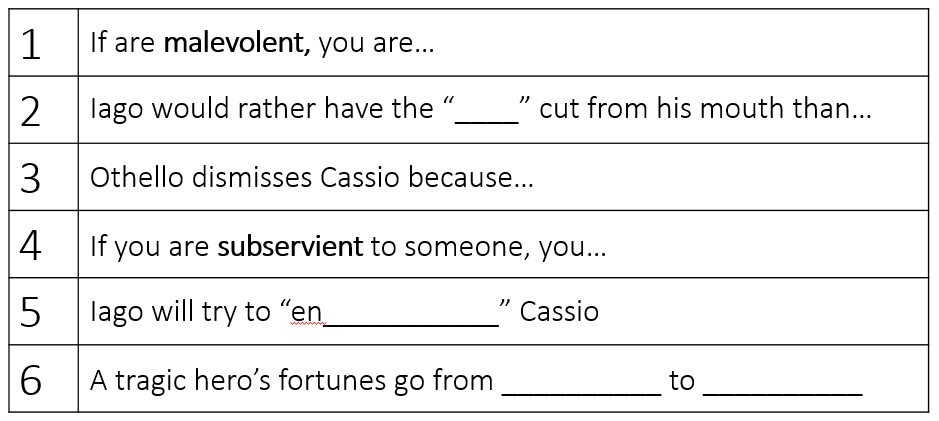 1 If are malevolent, you are...
2 Iago would rather have the “____” cut from his mouth than...
3 Othello dismisses Cassio because...
4 If you are subservient to someone, you...
5 Iago will try to “en___________” Cassio
6 A tragic hero’s fortunes go from __________ to __________